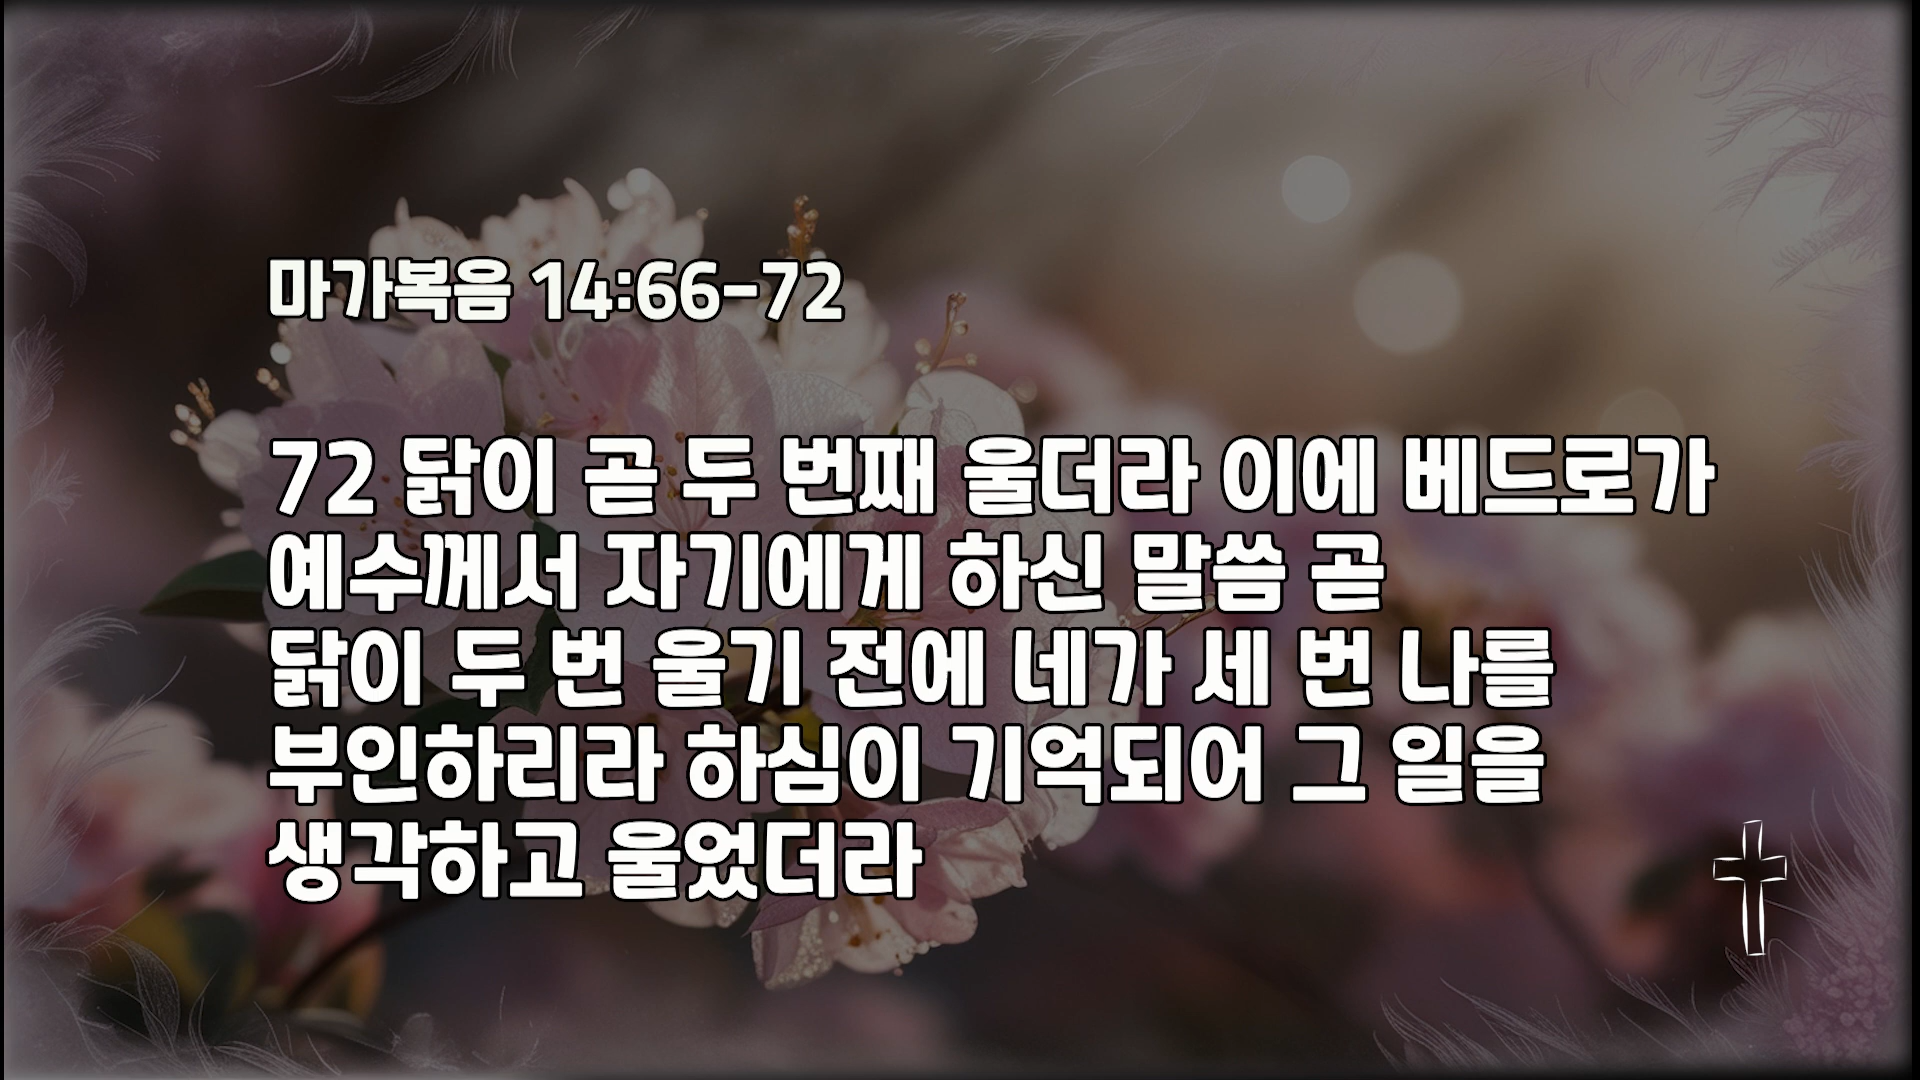 마가복음 14:66-72
72 닭이 곧 두 번째 울더라 이에 베드로가
예수께서 자기에게 하신 말씀 곧
닭이 두 번 울기 전에 네가 세 번 나를
부인하리라 하심이 기억되어 그 일을
생각하고 울었더라